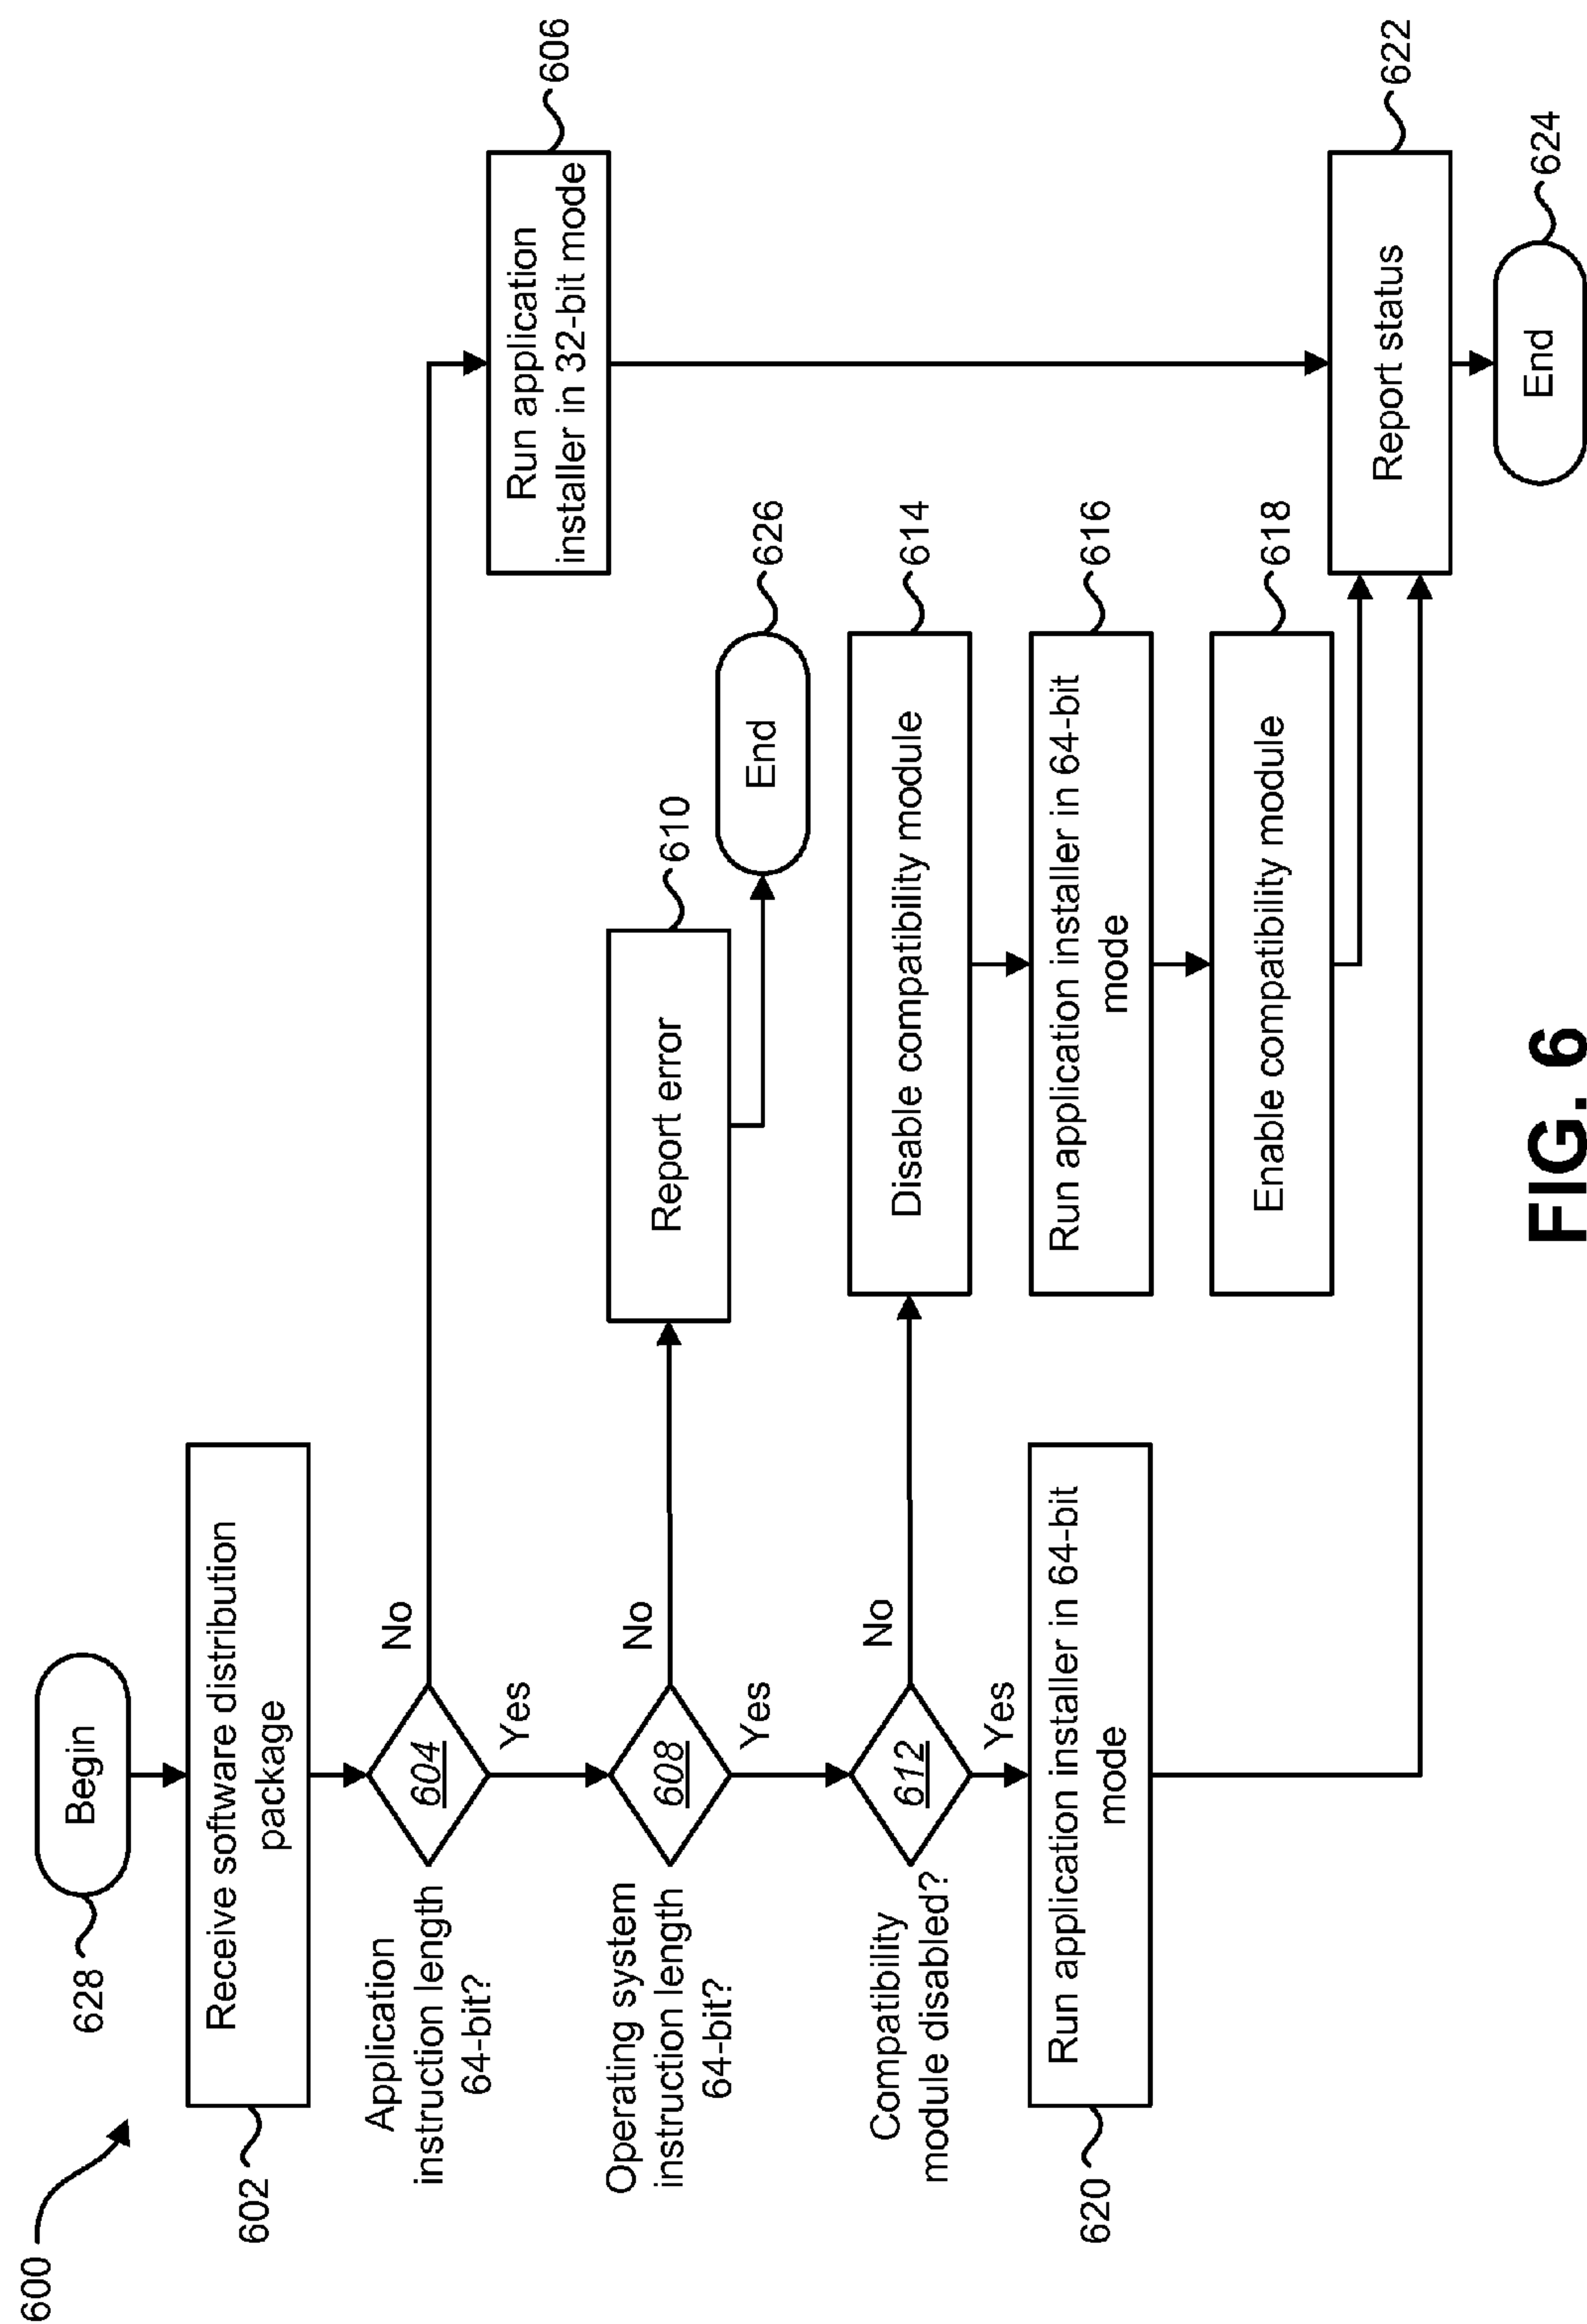 600
Begin
628
Receive software distribution
package
602
Application
instruction length
64-bit?
604
No
Yes
Run application
installer in 32-bit mode
606
Operating system
instruction length
64-bit?
608
No
Yes
Report error
610
End
626
Compatibility
module disabled?
612
No
Yes
Disable compatibility module
614
Run application installer in 64-bit
mode
616
Enable compatibility module
618
Run application installer in 64-bit
mode
620
Report status
622
End
624
FIG. 6